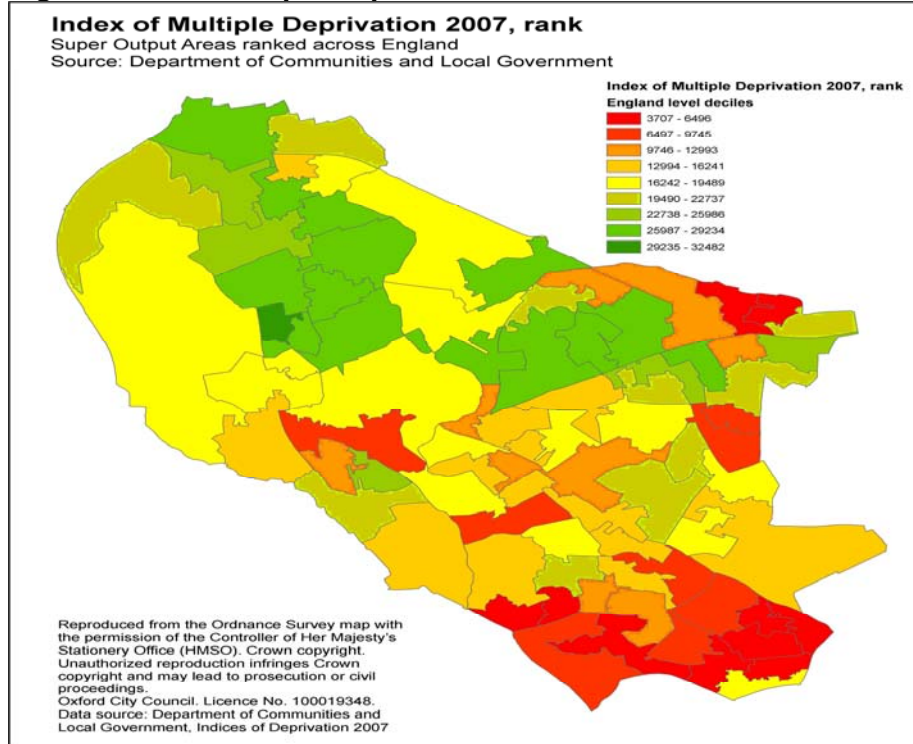 Index of Multiple Deprivation 2007, rank
Super Output Areas ranked across England
Source: Department of Communities and Local Government
Index of Multiple Deprivation 2007, rank
England level deciles
3707 - 6496
6497 - 9745
9746 - 12993
12994 - 16241
16242 - 19489
19490 - 22737
22738 - 25986
25987 - 29234
29235 - 32482
Reproduced from the Ordnance Survey map with
the permission of the Controller of Her Majesty's
Stationery Office (HMSO). Crown copyright.
Unauthorized reproduction infringes Crown
copyright and may lead to prosecution or civil
proceedings.
Oxford City Council. Licence No. 100019348.
Data source: Department of Communities and
Local Government, Indices of Deprivation 2007